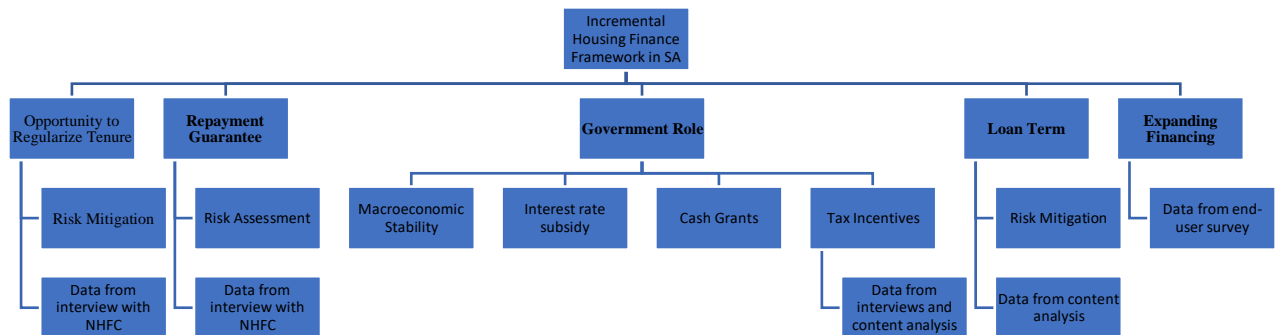 Incremental
Housing Finance
Framework in SA
Opportunity to
Regularize Tenure
Repayment
Guarantee
Government Role
Loan Term
Expanding
Financing
Risk Mitigation
Risk Assessment
Macroeconomic
Stability
Interest rate
subsidy
Cash Grants
Tax Incentives
Risk Mitigation
Data from end-
user survey
Data from
interview with
NHFC
Data from
interview with
NHFC
Data from
interviews and
content analysis
Data from content
analysis